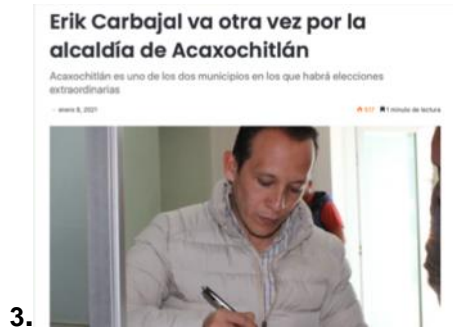 Erik Carbajal va otra vez por la
alcaldía de Acaxochitlán
Acaxochitlán es uno de los dos municipios en los que habrá elecciones
extraordinarias
enero 8, 2021
517 1 minuto de lectura
3.